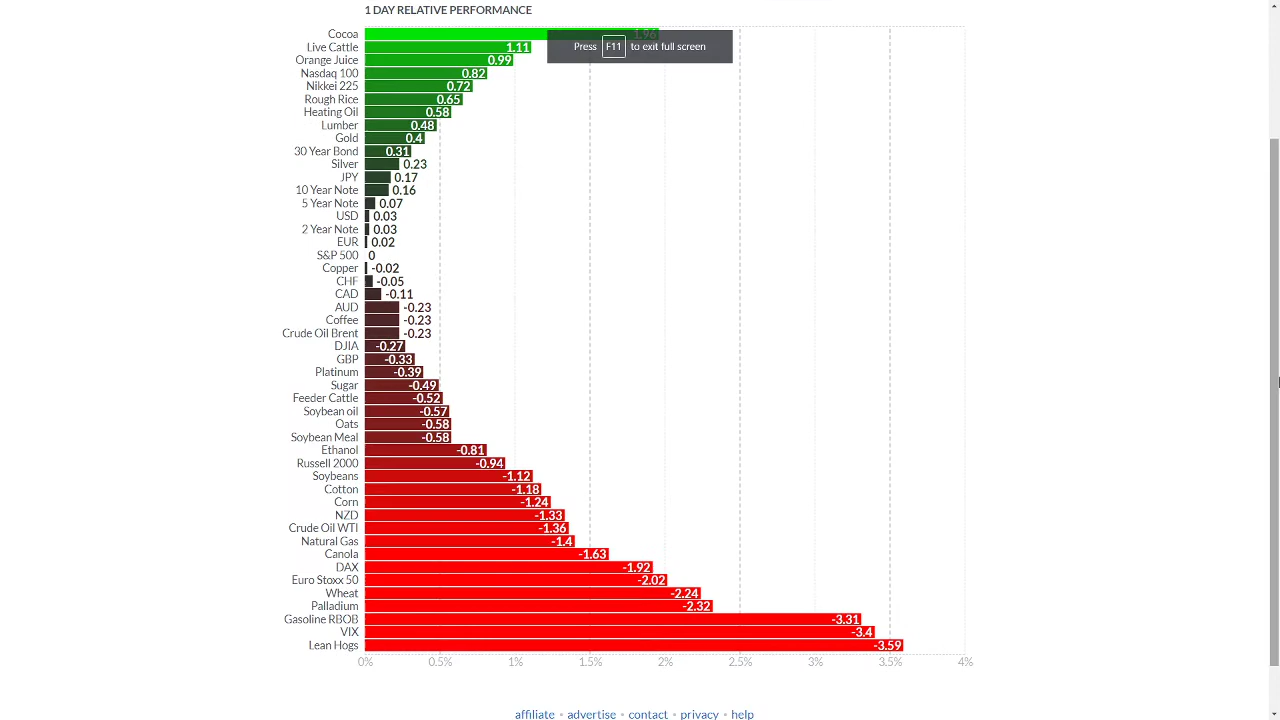 1 DAY RELATIVE PERFORMANCE
Cocoa 1.96
Press F11 to exit full screen
Live Cattle 1.11
Orange Juice 0.99
Nasdaq 100 0.82
Nikkei 225 0.72
Rough Rice 0.65
Heating Oil 0.58
Lumber 0.48
Gold 0.4
30 Year Bond 0.31
Silver 0.23
JPY 0.17
10 Year Note 0.16
5 Year Note 0.07
USD 0.03
2 Year Note 0.03
EUR 0.02
S&P 500 0
Copper -0.02
CHF -0.05
CAD -0.11
AUD -0.23
Coffee -0.23
Crude Oil Brent -0.23
DJIA -0.27
GBP -0.33
Platinum -0.39
Sugar -0.49
Feeder Cattle -0.52
Soybean oil -0.57
Oats -0.58
Soybean Meal -0.58
Ethanol -0.81
Russell 2000 -0.94
Soybeans -1.12
Cotton -1.18
Corn -1.24
NZD -1.33
Crude Oil WTI -1.36
Natural Gas -1.4
Canola -1.63
DAX -1.92
Euro Stoxx 50 -2.02
Wheat -2.24
Palladium -2.32
Gasoline RBOB -3.31
VIX -3.4
Lean Hogs -3.59
0% 0.5% 1% 1.5% 2% 2.5% 3% 3.5% 4%
affiliate • advertise • contact • privacy • help